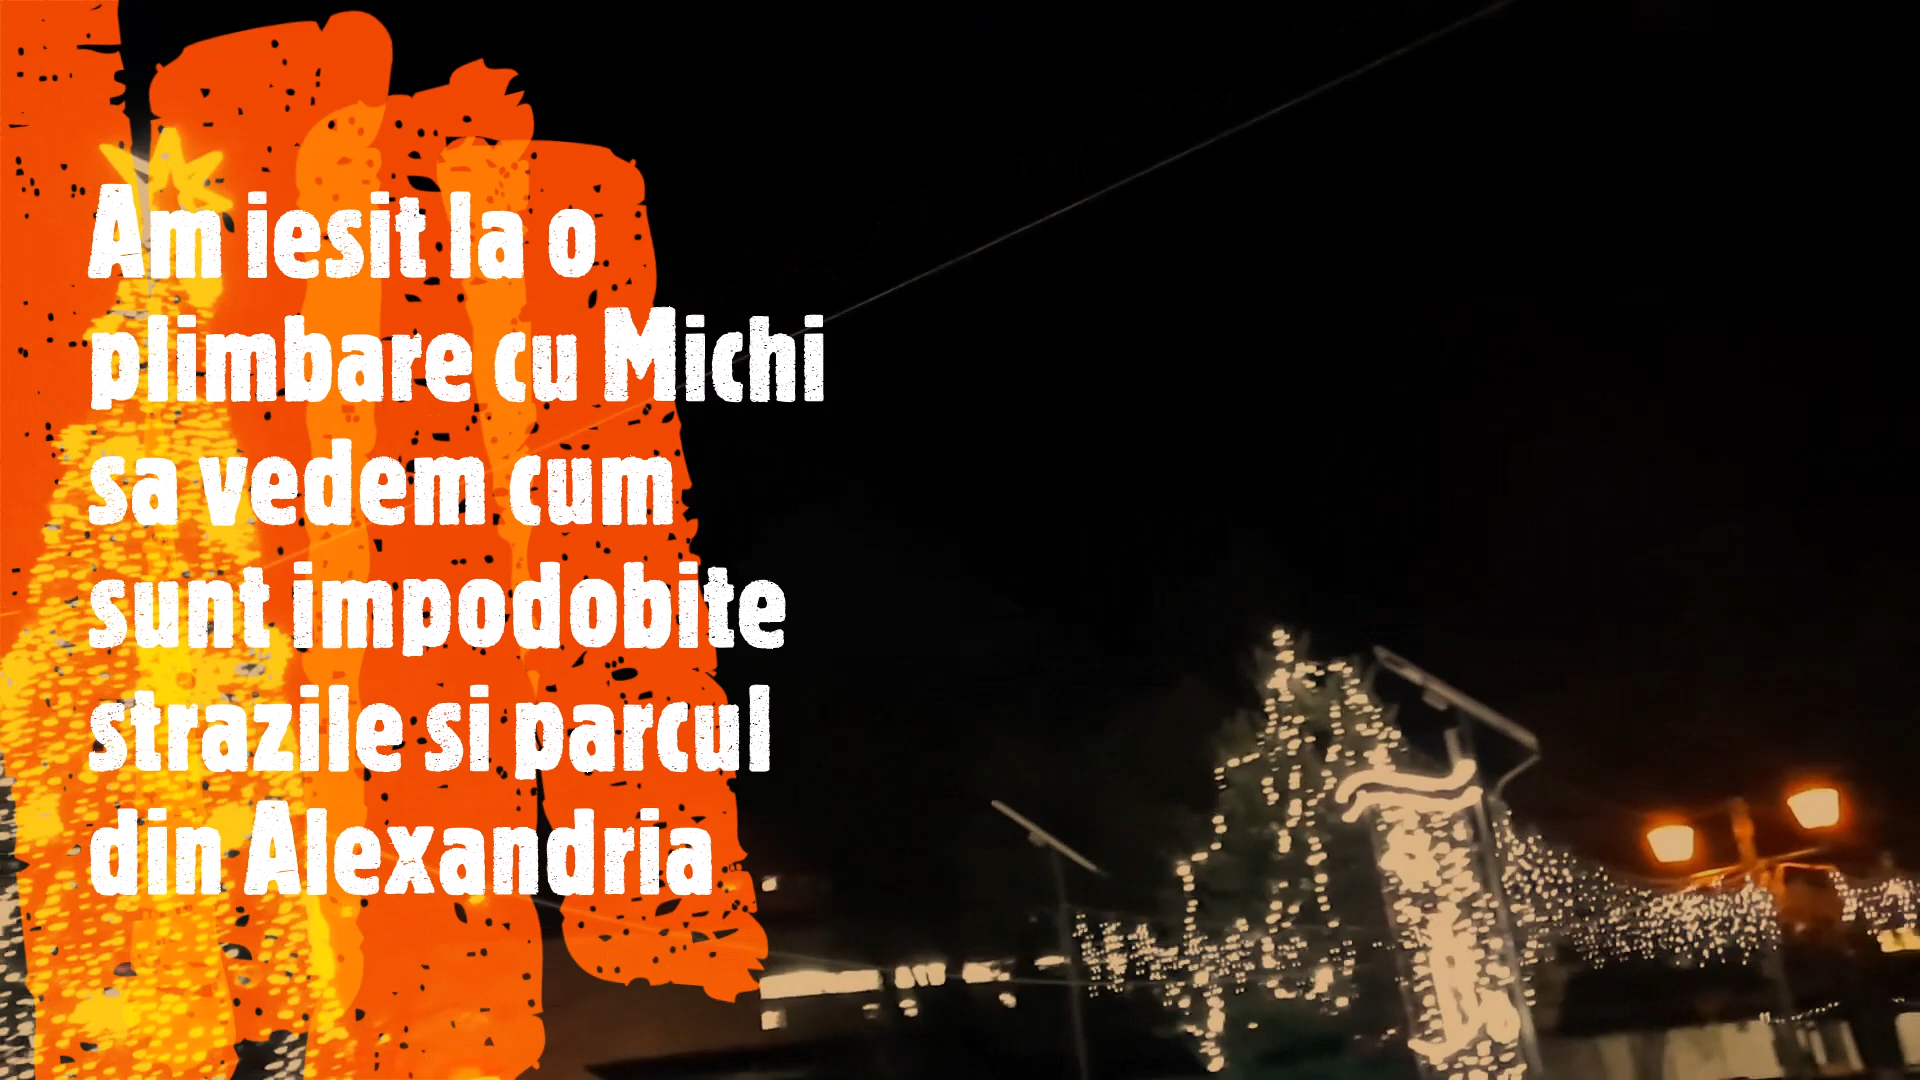 Am iesit la o
plimbare cu Michi
sa vedem cum
sunt impodobite
strazile si parcul
din Alexandria